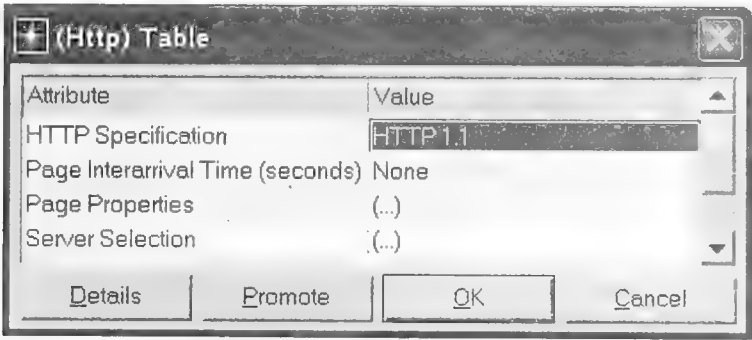 (Http) Table
Attribute Value
HTTP Specification HTTP 1.1
Page Interarrival Time (seconds) None
Page Properties (...)
Server Selection (...)
Details Promote OK Cancel